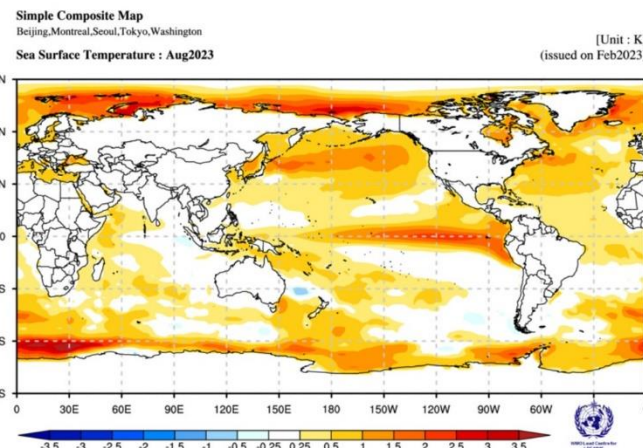 Simple Composite Map
Beijing,Montreal,Seoul,Tokyo,Washington
[Unit : K
Sea Surface Temperature : Aug2023
(issued on Feb2023
N
N
N
0
S
S
S
0 30E 60E 90E 120E 150E 180 150W 120W 90W 60W
-3.5 -3 -2.5 -2 -1.5 -1 -0.5 -0.25 0.25 0.5 1 1.5 2 2.5 3 3.5